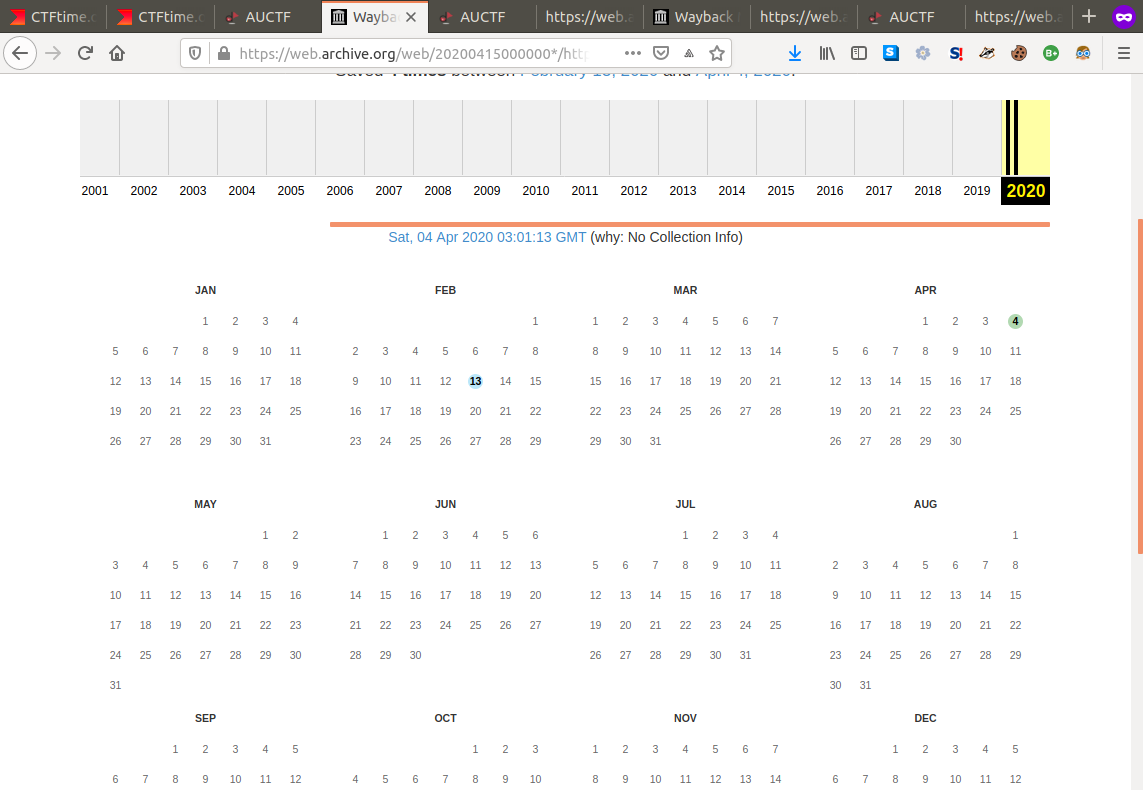 CTFtime. CTFtime. AUCTF Wayba AUCTF https://web.a Wayback https://web.a AUCTF https://web.a
https://web.archive.org/web/20200415000000*/http
2001 2002 2003 2004 2005 2006 2007 2008 2009 2010 2011 2012 2013 2014 2015 2016 2017 2018 2019 2020
Sat, 04 Apr 2020 03:01:13 GMT (why: No Collection Info)
JAN FEB MAR APR
1 2 3 4 1 1 2 3 4 5 6 7 1 2 3 4
5 6 7 8 9 10 11 2 3 4 5 6 7 8 8 9 10 11 12 13 14 5 6 7 8 9 10 11
12 13 14 15 16 17 18 9 10 11 12 13 14 15 15 16 17 18 19 20 21 12 13 14 15 16 17 18
19 20 21 22 23 24 25 16 17 18 19 20 21 22 22 23 24 25 26 27 28 19 20 21 22 23 24 25
26 27 28 29 30 31 23 24 25 26 27 28 29 29 30 31 26 27 28 29 30
MAY JUN JUL AUG
1 2 1 2 3 4 5 6 1 2 3 4 1
3 4 5 6 7 8 9 7 8 9 10 11 12 13 5 6 7 8 9 10 11 2 3 4 5 6 7 8
10 11 12 13 14 15 16 14 15 16 17 18 19 20 12 13 14 15 16 17 18 9 10 11 12 13 14 15
17 18 19 20 21 22 23 21 22 23 24 25 26 27 19 20 21 22 23 24 25 16 17 18 19 20 21 22
24 25 26 27 28 29 30 28 29 30 26 27 28 29 30 31 23 24 25 26 27 28 29
31 30 31
SEP OCT NOV DEC
1 2 3 4 5 1 2 3 1 2 3 4 5 6 7 1 2 3 4 5
6 7 8 9 10 11 12 4 5 6 7 8 9 10 8 9 10 11 12 13 14 6 7 8 9 10 11 12